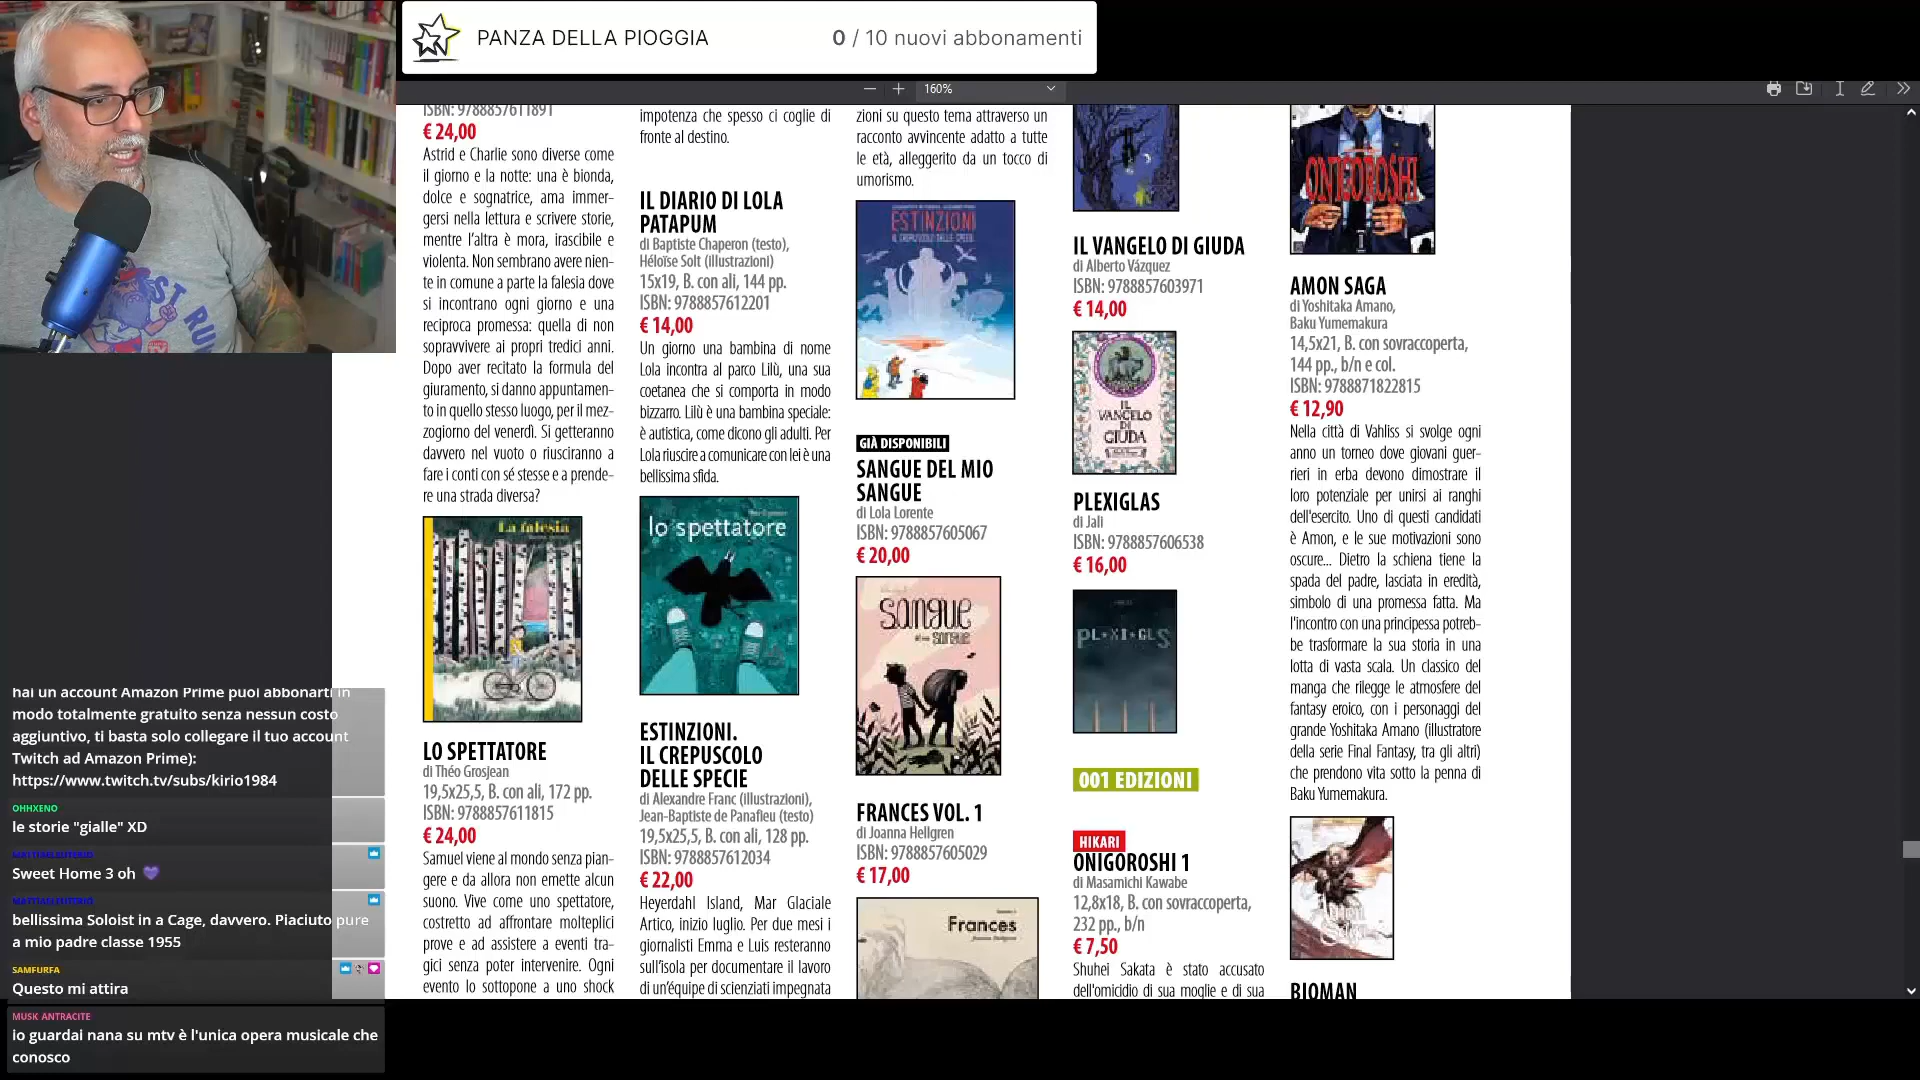 PANZA DELLA PIOGGIA
0 / 10 nuovi abbonamenti
160%
ISBN: 9788857611891
€ 24,00
Astrid e Charlie sono diverse come
il giorno e la notte: una è bionda,
dolce e sognatrice, ama immer-
gersi nella lettura e scrivere storie,
mentre l'altra è mora, irascibile e
violenta. Non sembrano avere nien-
te in comune a parte la falesia dove
si incontrano ogni giorno e una
reciproca promessa: quella di non
sopravvivere ai propri tredici anni.
Dopo aver recitato la formula del
giuramento, si danno appuntamen-
to in quello stesso luogo, per il mez-
zogiorno del venerdì. Si getteranno
davvero nel vuoto o riusciranno a
fare i conti con sé stesse e a prende-
re una strada diversa?
La falesia
LO SPETTATORE
di Théo Grosjean
19,5x25,5, B. con ali, 172 pp.
ISBN: 9788857611815
€ 24,00
Samuel viene al mondo senza pian-
gere e da allora non emette alcun
suono. Vive come uno spettatore,
costretto ad affrontare molteplici
prove e ad assistere a eventi tra-
gici senza poter intervenire. Ogni
evento lo sottopone a uno shock
impotenza che spesso ci coglie di
fronte al destino.
IL DIARIO DI LOLA
PATAPUM
di Baptiste Chaperon (testo),
Héloïse Solt (illustrazioni)
15x19, B. con ali, 144 pp.
ISBN: 9788857612201
€ 14,00
Un giorno una bambina di nome
Lola incontra al parco Lilù, una sua
coetanea che si comporta in modo
bizzarro. Lilù è una bambina speciale:
è autistica, come dicono gli adulti. Per
Lola riuscire a comunicare con lei è una
bellissima sfida.
lo spettatore
ESTINZIONI.
IL CREPUSCOLO
DELLE SPECIE
di Alexandre Franc (illustrazioni),
Jean-Baptiste de Panafieu (testo)
19,5x25,5, B. con ali, 128 pp.
ISBN: 9788857612034
€ 22,00
Heyerdahl Island, Mar Glaciale
Artico, inizio luglio. Per due mesi i
giornalisti Emma e Luis resteranno
sull'isola per documentare il lavoro
di un'équipe di scienziati impegnata
zioni su questo tema attraverso un
racconto avvincente adatto a tutte
le età, alleggerito da un tocco di
umorismo.
ESTINZIONI
IL CREPUSCOLO DELLE SPECIE
GIÀ DISPONIBILI
SANGUE DEL MIO
SANGUE
di Lola Lorente
ISBN: 9788857605067
€ 20,00
sangue
sangue
FRANCES VOL. 1
di Joanna Hellgren
ISBN: 9788857605029
€ 17,00
Frances
IL VANGELO DI GIUDA
di Alberto Vázquez
ISBN: 9788857603971
€ 14,00
IL
VANGELO
DI
GIUDA
PLEXIGLAS
di Jali
ISBN: 9788857606538
€ 16,00
001 EDIZIONI
HIKARI
ONIGOROSHI 1
di Masamichi Kawabe
12,8x18, B. con sovraccoperta,
232 pp., b/n
€ 7,50
Shuhei Sakata è stato accusato
dell'omicidio di sua moglie e di sua
ONIGOROSHI
AMON SAGA
di Yoshitaka Amano,
Baku Yumemakura
14,5x21, B. con sovraccoperta,
144 pp., b/n e col.
ISBN: 9788871822815
€ 12,90
Nella città di Vahliss si svolge ogni
anno un torneo dove giovani guer-
rieri in erba devono dimostrare il
loro potenziale per unirsi ai ranghi
dell'esercito. Uno di questi candidati
è Amon, e le sue motivazioni sono
oscure... Dietro la schiena tiene la
spada del padre, lasciata in eredità,
simbolo di una promessa fatta. Ma
l'incontro con una principessa potreb-
be trasformare la sua storia in una
lotta di vasta scala. Un classico del
manga che rilegge le atmosfere del
fantasy eroico, con i personaggi del
grande Yoshitaka Amano (illustratore
della serie Final Fantasy, tra gli altri)
che prendono vita sotto la penna di
Baku Yumemakura.
BIOMAN
hai un account Amazon Prime puoi abbonarti in
modo totalmente gratuito senza nessun costo
aggiuntivo, ti basta solo collegare il tuo account
Twitch ad Amazon Prime):
https://www.twitch.tv/subs/kirio1984
OHHXENO
le storie "gialle" XD
Sweet Home 3 oh
bellissima Soloist in a Cage, davvero. Piaciuto pure
a mio padre classe 1955
SAMFURFA
Questo mi attira
MUSK ANTRACITE
io guardai nana su mtv è l'unica opera musicale che
conosco